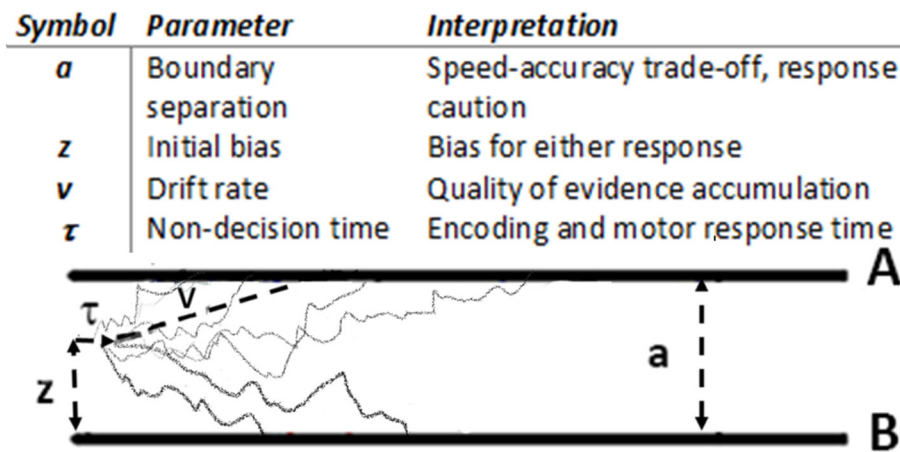 Symbol Parameter Interpretation
a Boundary Speed-accuracy trade-off, response
separation caution
z Initial bias Bias for either response
v Drift rate Quality of evidence accumulation
τ Non-decision time Encoding and motor response time
A
v
τ
a
z
B